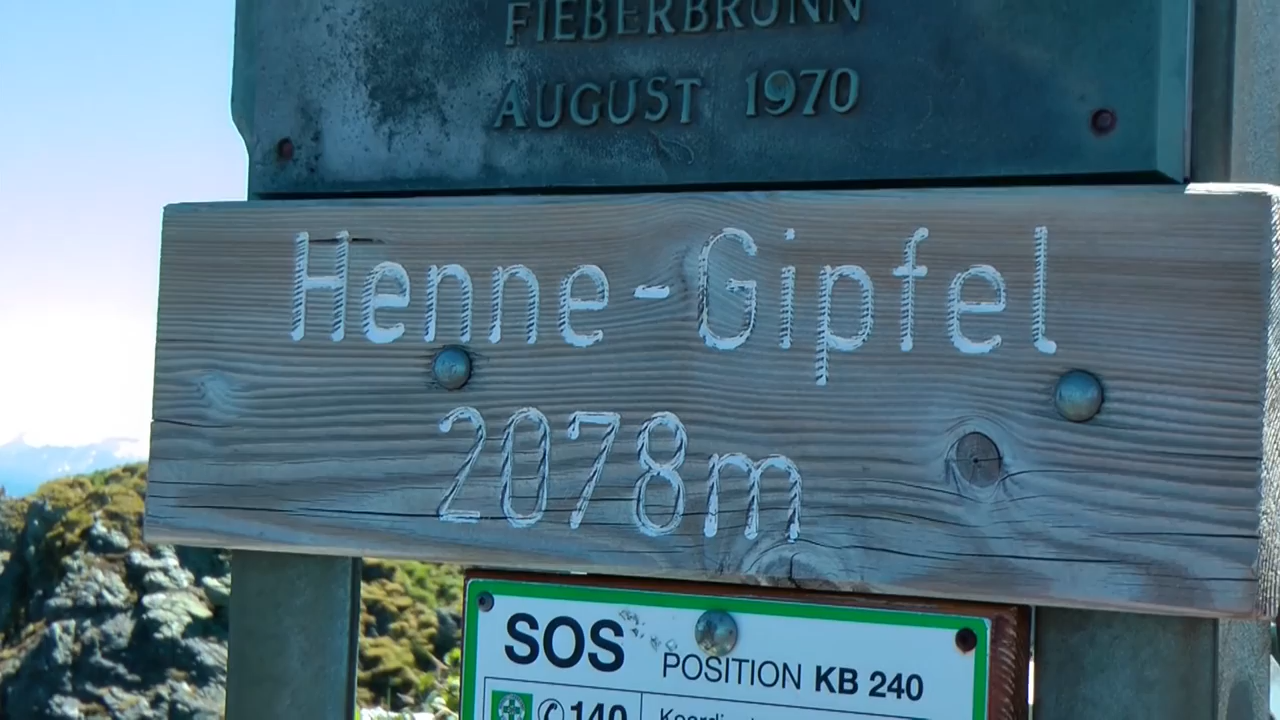 FIEBERBRUNN
AUGUST 1970
Henne-Gipfel
2078m
SOS POSITION KB 240
✆140